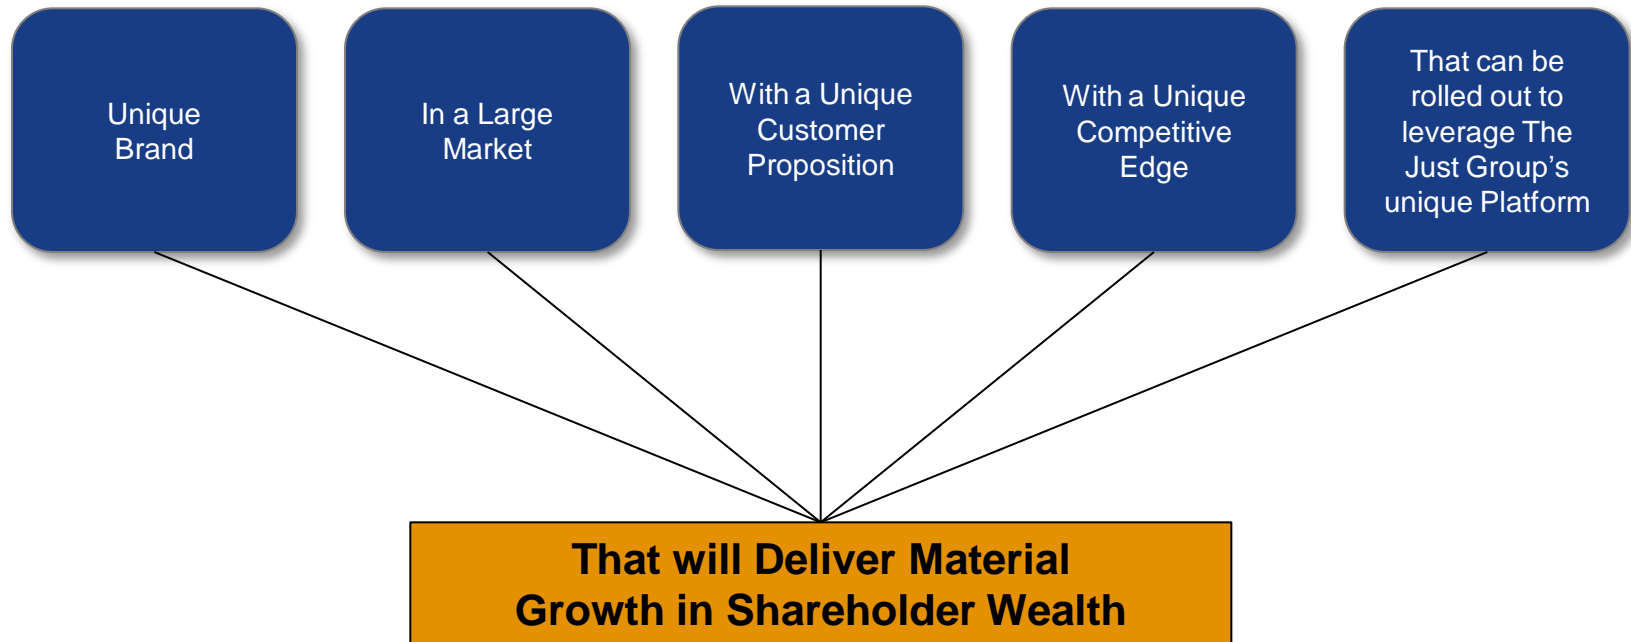 Unique
Brand
In a Large
Market
With a Unique
Customer
Proposition
With a Unique
Competitive
Edge
That can be
rolled out to
leverage The
Just Group’s
unique Platform
That will Deliver Material
Growth in Shareholder Wealth